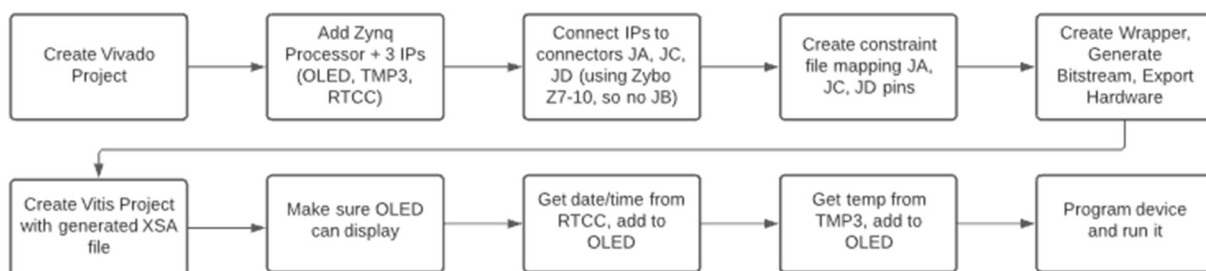 Create Vivado
Project
Add Zynq
Processor + 3 IPs
(OLED, TMP3,
RTCC)
Connect IPs to
connectors JA, JC,
JD (using Zybo
Z7-10, so no JB)
Create constraint
file mapping JA,
JC, JD pins
Create Wrapper,
Generate
Bitstream, Export
Hardware
Create Vitis Project
with generated XSA
file
Make sure OLED
can display
Get date/time from
RTCC, add to
OLED
Get temp from
TMP3, add to
OLED
Program device
and run it